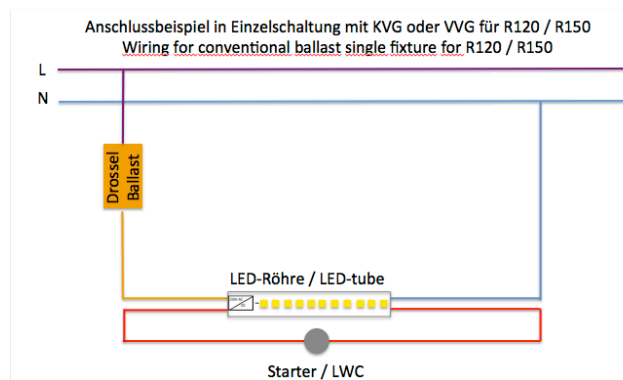 Anschlussbeispiel in Einzelschaltung mit KVG oder VVG für R120 / R150
Wiring for conventional ballast single fixture for R120 / R150
L
N
Drossel
Ballast
LED-Röhre / LED-tube
Starter / LWC